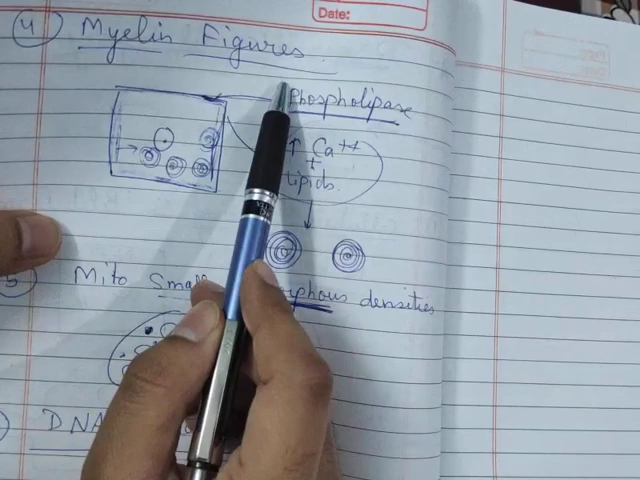 Date:
4 Myelin Figures
Phospholipase
↑ Ca++
+
Lipids.
5 Mito Small densities
DNA